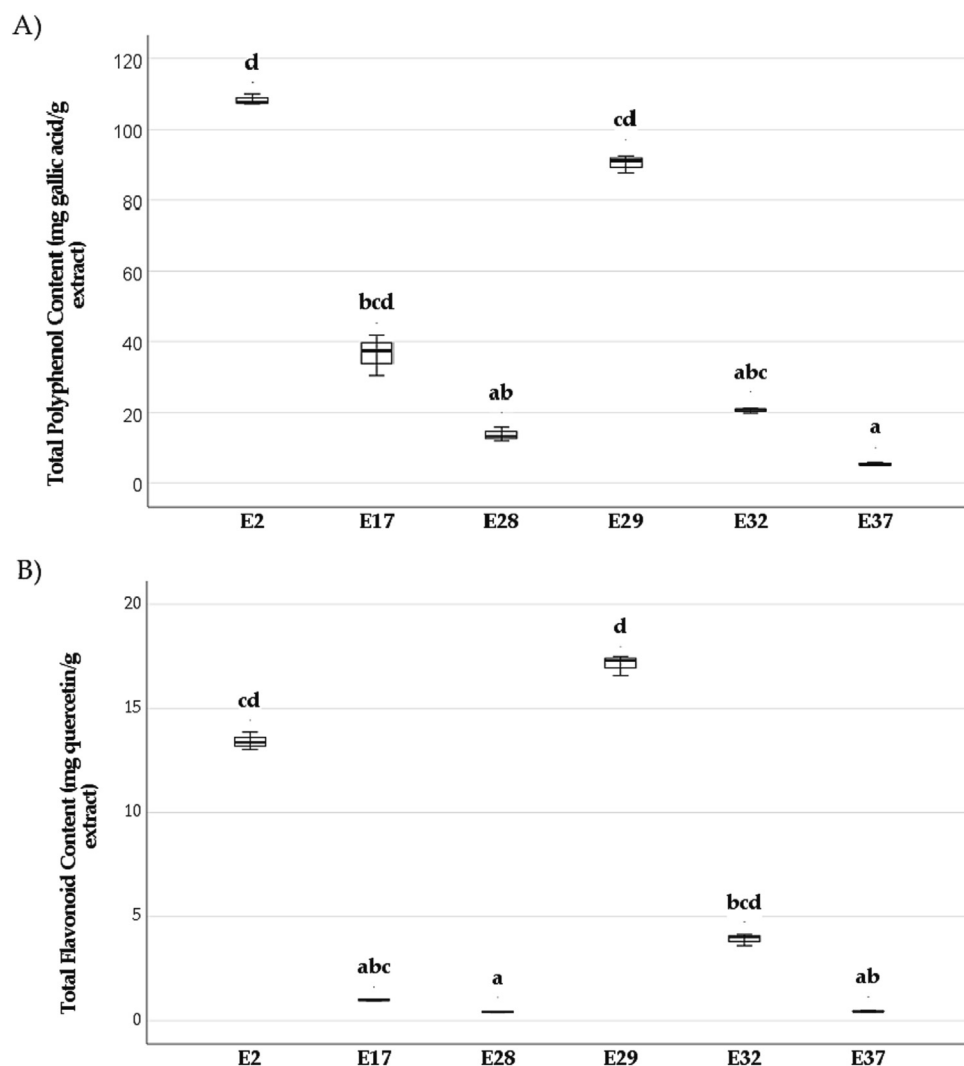 A)
Total Polyphenol Content (mg gallic acid/g
extract)
120
100
80
60
40
20
0
d
bcd
ab
cd
abc
a
E2 E17 E28 E29 E32 E37
B)
Total Flavonoid Content (mg quercetin/g
extract)
20
15
10
5
0
cd
abc
a
d
bcd
ab
E2 E17 E28 E29 E32 E37